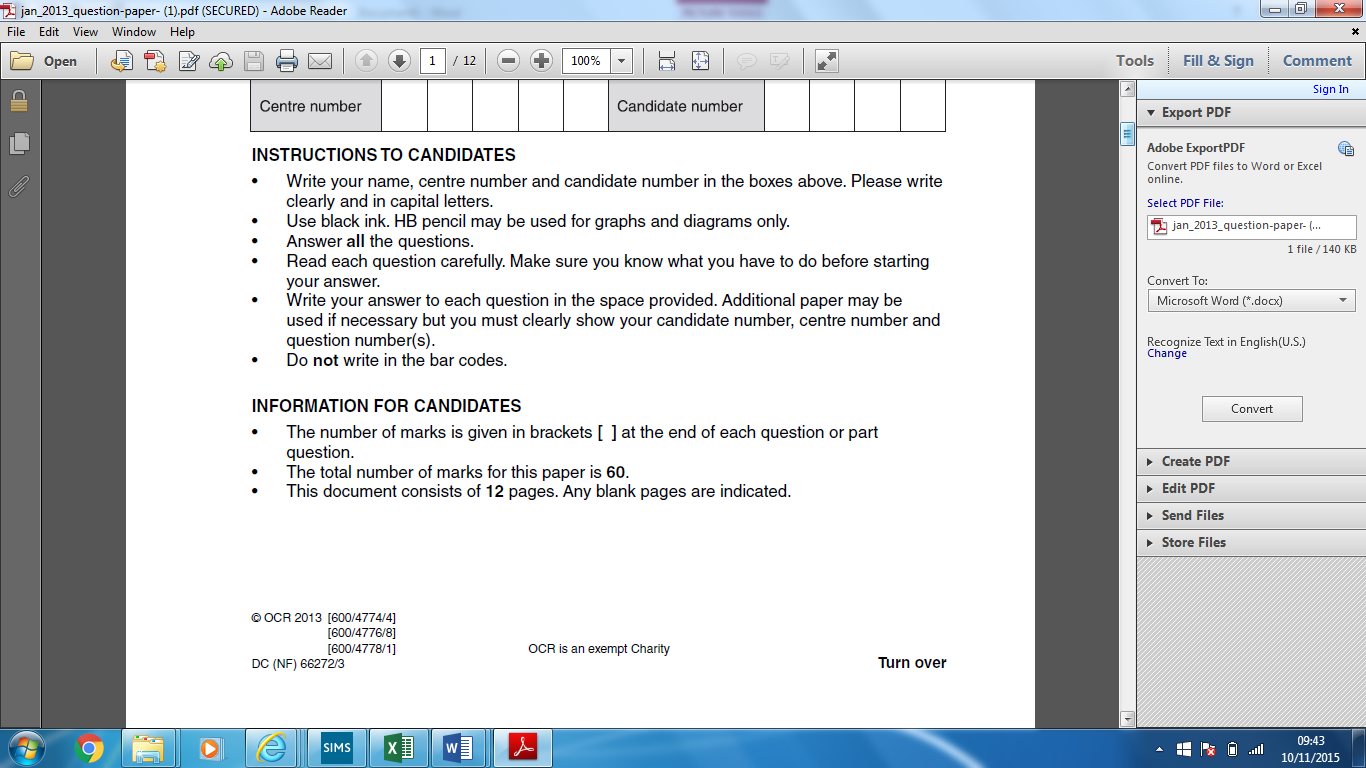 jan_2013_question-paper- (1).pdf (SECURED) - Adobe Reader
File Edit View Window Help
Open 1 / 12 100% Tools Fill & Sign Comment
Sign In
Centre number Candidate number
INSTRUCTIONS TO CANDIDATES
• Write your name, centre number and candidate number in the boxes above. Please write
clearly and in capital letters.
• Use black ink. HB pencil may be used for graphs and diagrams only.
• Answer all the questions.
• Read each question carefully. Make sure you know what you have to do before starting
your answer.
• Write your answer to each question in the space provided. Additional paper may be
used if necessary but you must clearly show your candidate number, centre number and
question number(s).
• Do not write in the bar codes.
INFORMATION FOR CANDIDATES
• The number of marks is given in brackets [ ] at the end of each question or part
question.
• The total number of marks for this paper is 60.
• This document consists of 12 pages. Any blank pages are indicated.
© OCR 2013 [600/4774/4]
[600/4776/8]
[600/4778/1] OCR is an exempt Charity
DC (NF) 66272/3 Turn over
Export PDF
Adobe ExportPDF
Convert PDF files to Word or Excel
online.
Select PDF File:
jan_2013_question-paper- (...
1 file / 140 KB
Convert To:
Microsoft Word (*.docx)
Recognize Text in English(U.S.)
Change
Convert
Create PDF
Edit PDF
Send Files
Store Files
SIMS
09:43
10/11/2015